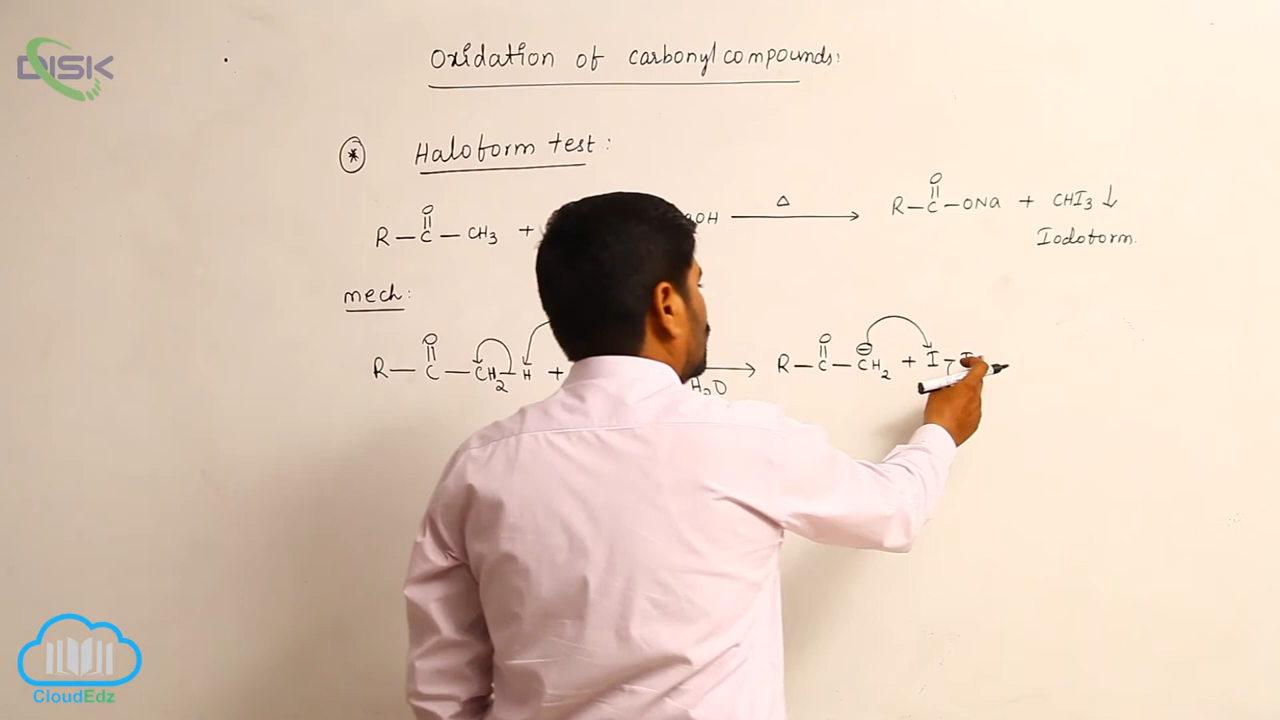 DISK
Oxidation of carbonyl compounds:
* Haloform test:
O O
R — C — CH3 + OH Δ R — C — ONa + CHI3 ↓
Iodoform.
mech:
O O ⊖
R — C — CH2 — H + R — C — CH2 + I — I
H2O
CloudEdz